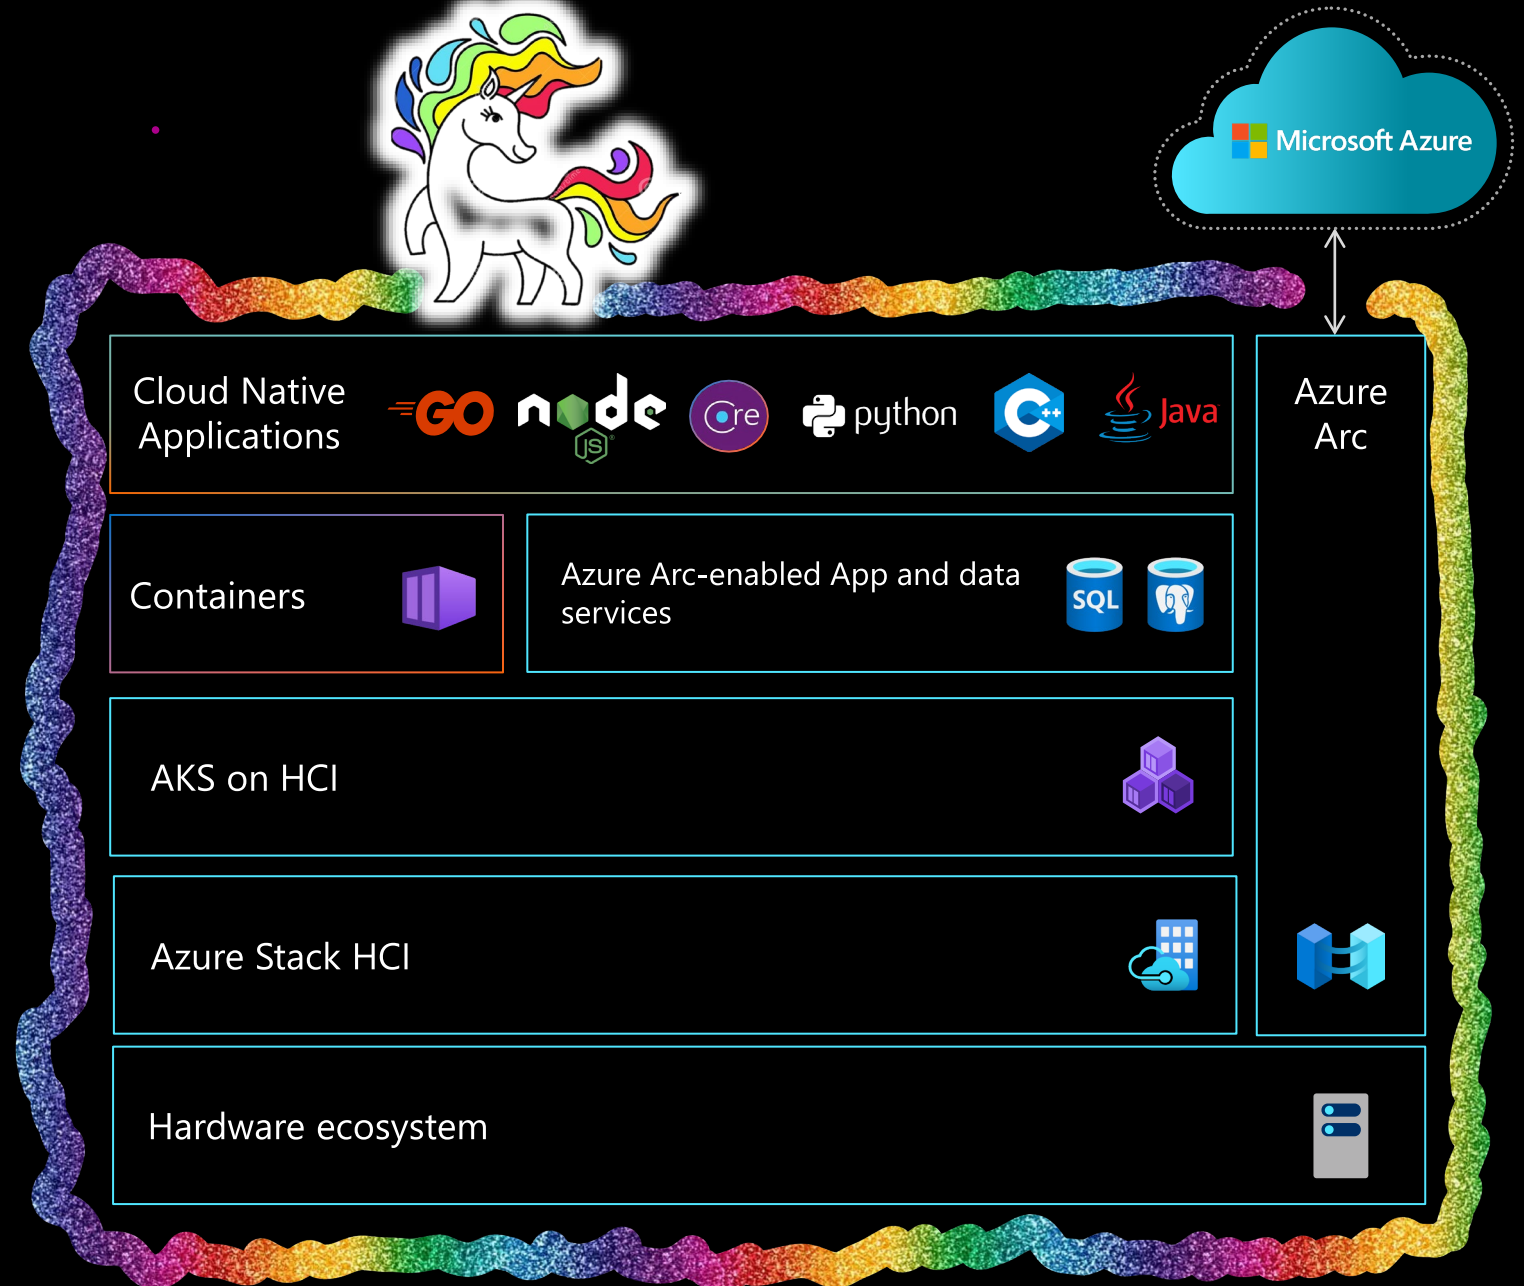 Microsoft Azure
Cloud Native
Applications
GO
node
JS
Core
python
C++
Java
Azure
Arc
Containers
Azure Arc-enabled App and data
services
SQL
AKS on HCI
Azure Stack HCI
Hardware ecosystem